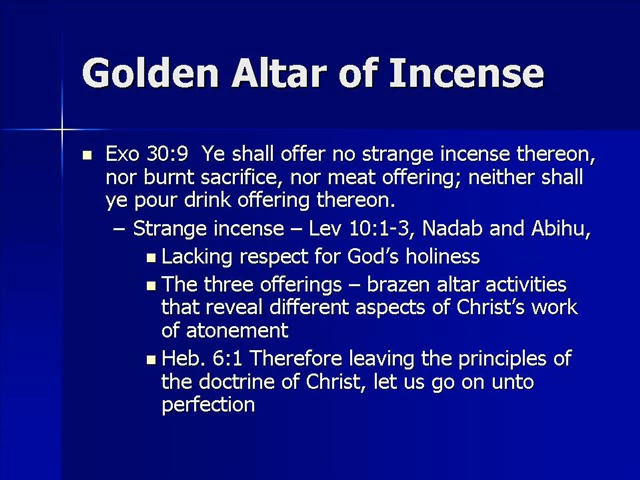 Golden Altar of Incense
Exo 30:9  Ye shall offer no strange incense thereon,
nor burnt sacrifice, nor meat offering; neither shall
ye pour drink offering thereon.
– Strange incense – Lev 10:1-3, Nadab and Abihu,
Lacking respect for God's holiness
The three offerings – brazen altar activities
that reveal different aspects of Christ's work
of atonement
Heb. 6:1 Therefore leaving the principles of
the doctrine of Christ, let us go on unto
perfection